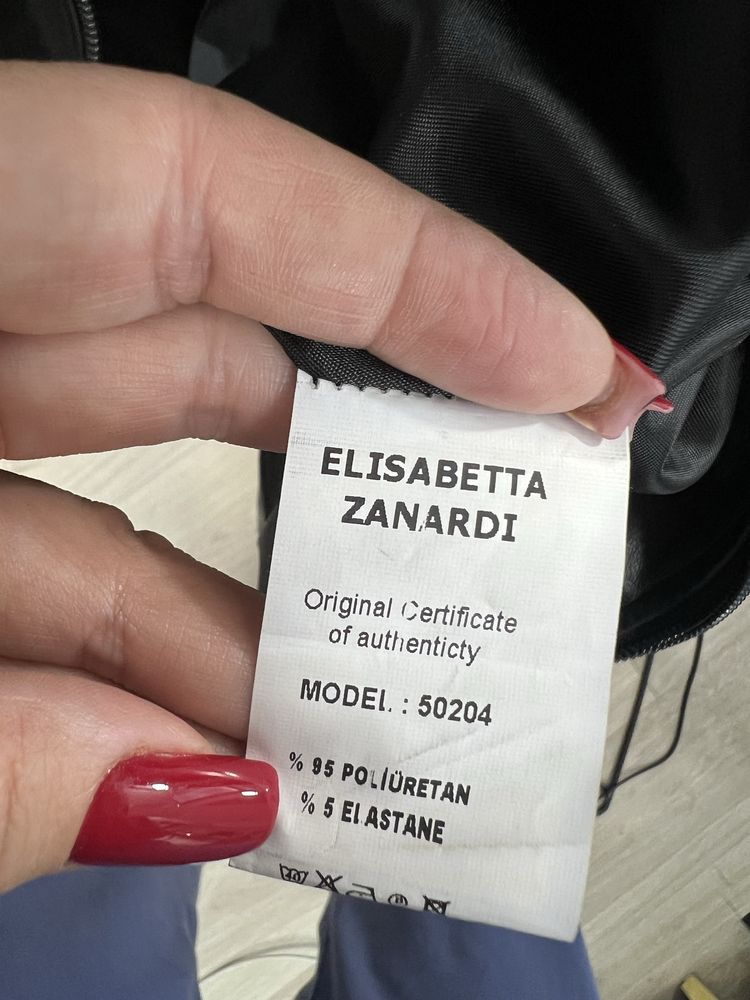 ELISABETTA
ZANARDI
Original Certificate
of authenticty
MODEL : 50204
% 95 POLİÜRETAN
% 5 ELASTANE